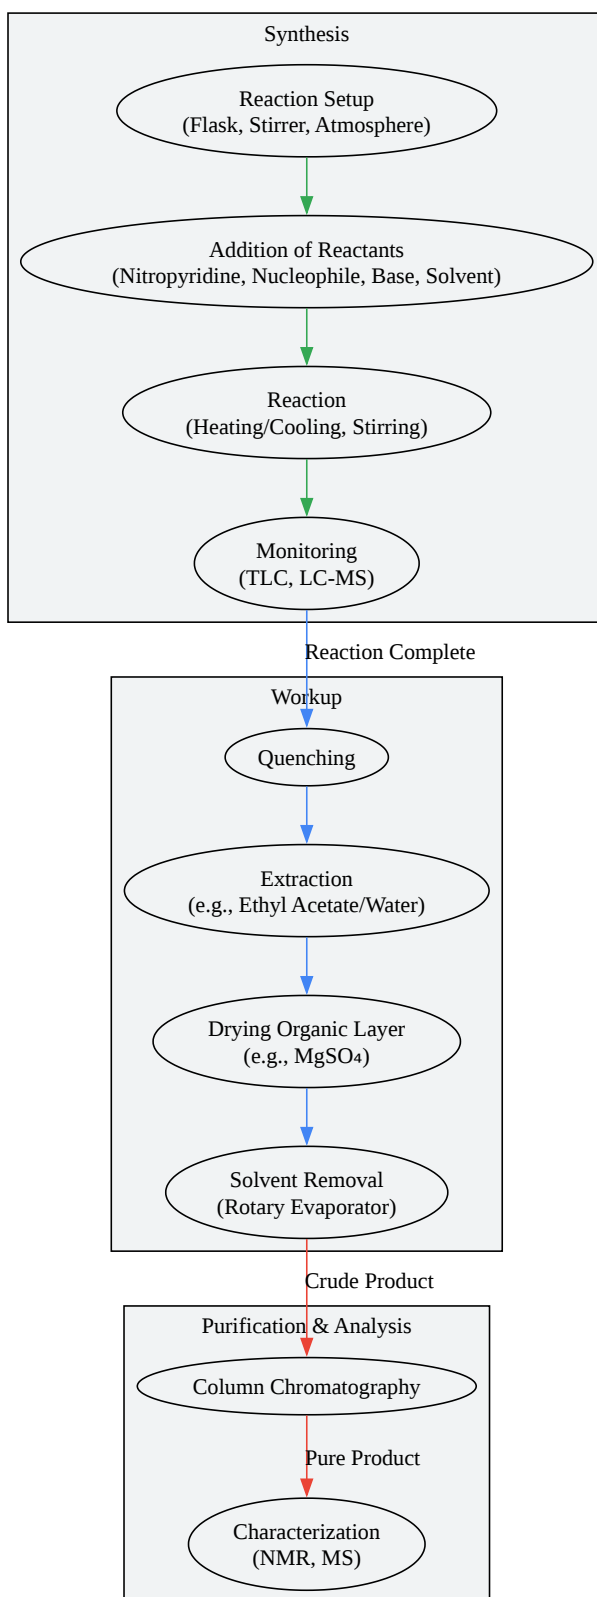 Synthesis
Reaction Setup
(Flask, Stirrer, Atmosphere)
Addition of Reactants
(Nitropyridine, Nucleophile, Base, Solvent)
Reaction
(Heating/Cooling, Stirring)
Monitoring
(TLC, LC-MS)
Reaction Complete
Workup
Quenching
Extraction
(e.g., Ethyl Acetate/Water)
Drying Organic Layer
(e.g., MgSO₄)
Solvent Removal
(Rotary Evaporator)
Crude Product
Purification & Analysis
Column Chromatography
Pure Product
Characterization
(NMR, MS)